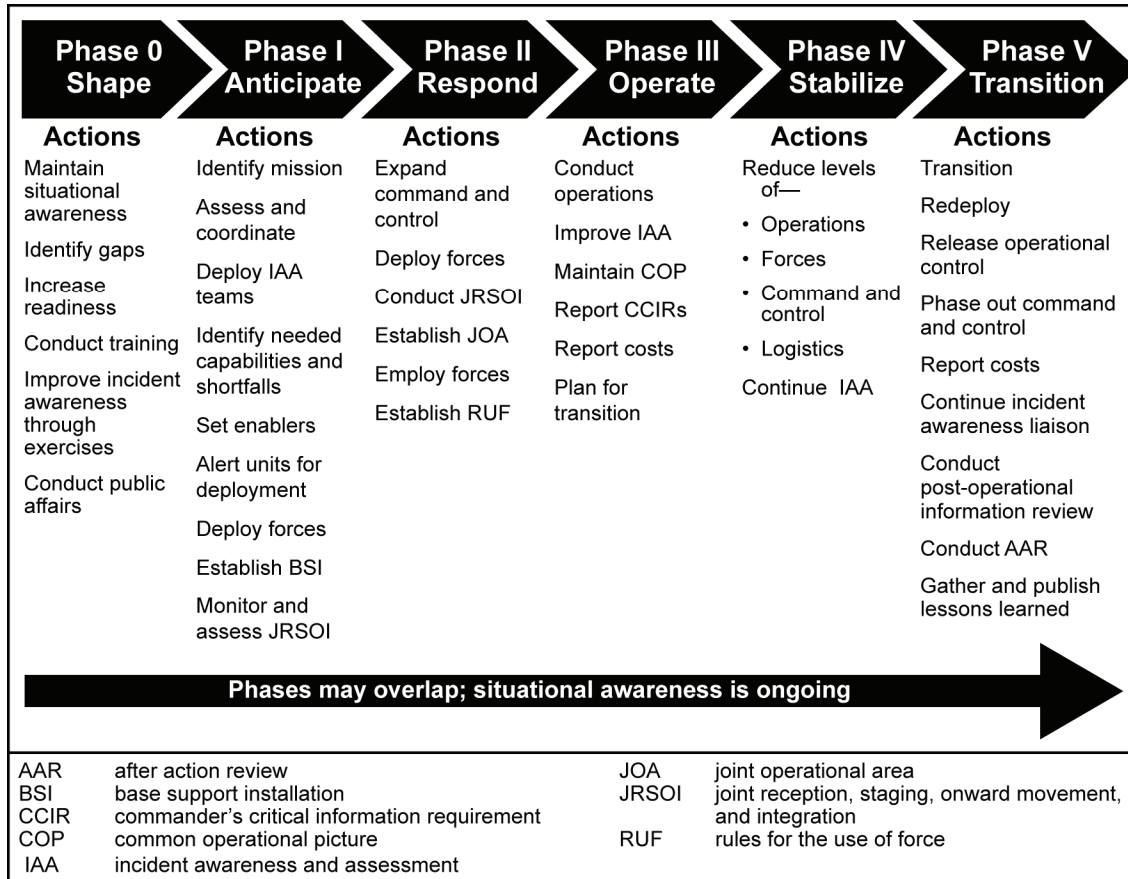 Phase 0
Shape
Phase I
Anticipate
Phase II
Respond
Phase III
Operate
Phase IV
Stabilize
Phase V
Transition
Actions
Maintain
situational
awareness
Identify gaps
Increase
readiness
Conduct training
Improve incident
awareness
through
exercises
Conduct public
affairs
Actions
Identify mission
Assess and
coordinate
Deploy IAA
teams
Identify needed
capabilities and
shortfalls
Set enablers
Alert units for
deployment
Deploy forces
Establish BSI
Monitor and
assess JRSOI
Actions
Expand
command and
control
Deploy forces
Conduct JRSOI
Establish JOA
Employ forces
Establish RUF
Actions
Conduct
operations
Improve IAA
Maintain COP
Report CCIRs
Report costs
Plan for
transition
Actions
Reduce levels
of—
• Operations
• Forces
• Command and
control
• Logistics
Continue IAA
Actions
Transition
Redeploy
Release operational
control
Phase out command
and control
Report costs
Continue incident
awareness liaison
Conduct
post-operational
information review
Conduct AAR
Gather and publish
lessons learned
Phases may overlap; situational awareness is ongoing
AAR after action review
BSI base support installation
CCIR commander’s critical information requirement
COP common operational picture
IAA incident awareness and assessment
JOA joint operational area
JRSOI joint reception, staging, onward movement,
and integration
RUF rules for the use of force